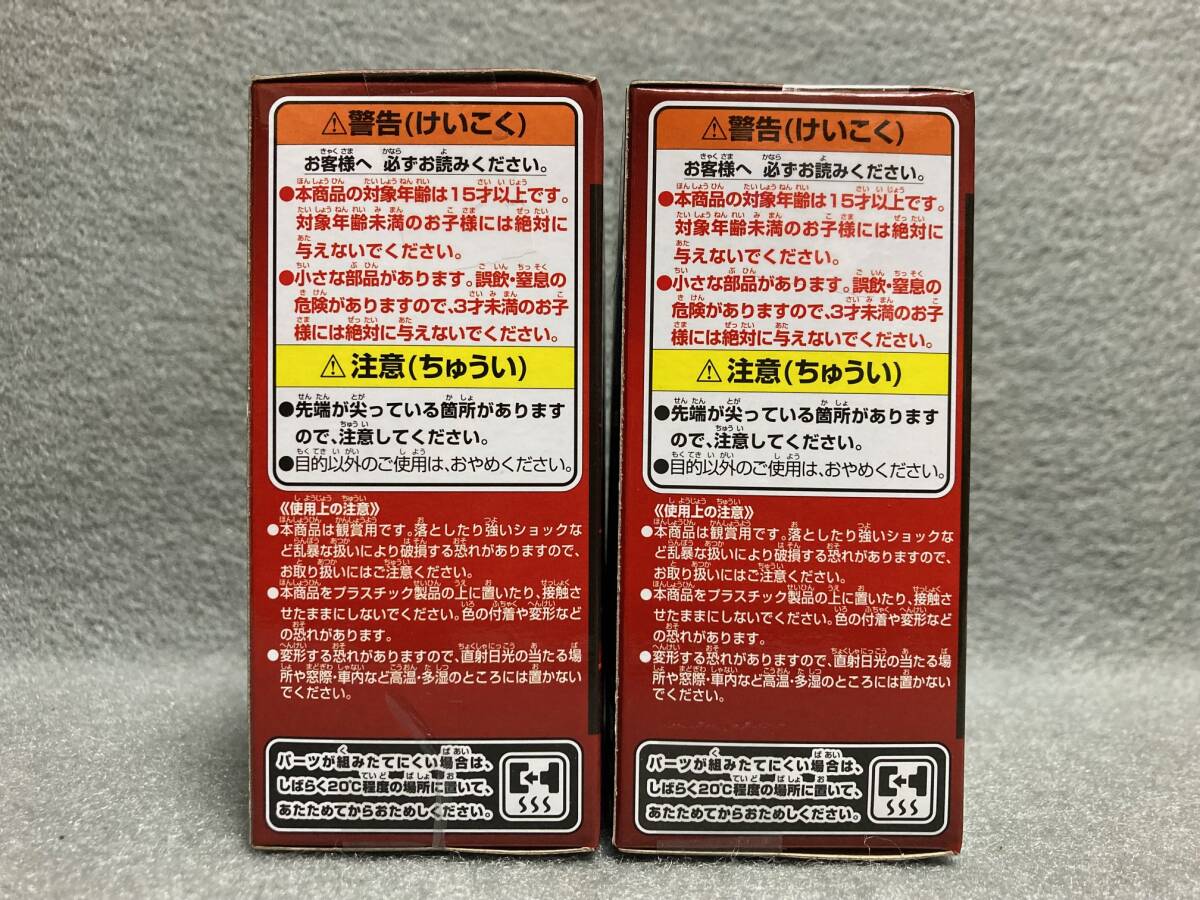 ⚠警告(けいこく)
お客様へ 必ずお読みください。
●本商品の対象年齢は15才以上です。
対象年齢未満のお子様には絶対に
与えないでください。
●小さな部品があります。誤飲・窒息の
危険がありますので、3才未満のお子
様には絶対に与えないでください。
⚠注意(ちゅうい)
●先端が尖っている箇所があります
ので、注意してください。
●目的以外のご使用は、おやめください。
《使用上の注意》
●本商品は観賞用です。落としたり強いショックな
ど乱暴な扱いにより破損する恐れがありますので、
お取り扱いにはご注意ください。
●本商品をプラスチック製品の上に置いたり、接触さ
せたままにしないでください。色の付着や変形など
の恐れがあります。
●変形する恐れがありますので、直射日光の当たる場
所や窓際・車内など高温・多湿のところには置かない
でください。
パーツが組みたてにくい場合は、
しばらく20℃程度の場所に置いて、
あたためてからおためしください。
⚠警告(けいこく)
お客様へ 必ずお読みください。
●本商品の対象年齢は15才以上です。
対象年齢未満のお子様には絶対に
与えないでください。
●小さな部品があります。誤飲・窒息の
危険がありますので、3才未満のお子
様には絶対に与えないでください。
⚠注意(ちゅうい)
●先端が尖っている箇所があります
ので、注意してください。
●目的以外のご使用は、おやめください。
《使用上の注意》
●本商品は観賞用です。落としたり強いショックな
ど乱暴な扱いにより破損する恐れがありますので、
お取り扱いにはご注意ください。
●本商品をプラスチック製品の上に置いたり、接触さ
せたままにしないでください。色の付着や変形など
の恐れがあります。
●変形する恐れがありますので、直射日光の当たる場
所や窓際・車内など高温・多湿のところには置かない
でください。
パーツが組みたてにくい場合は、
しばらく20℃程度の場所に置いて、
あたためてからおためしください。